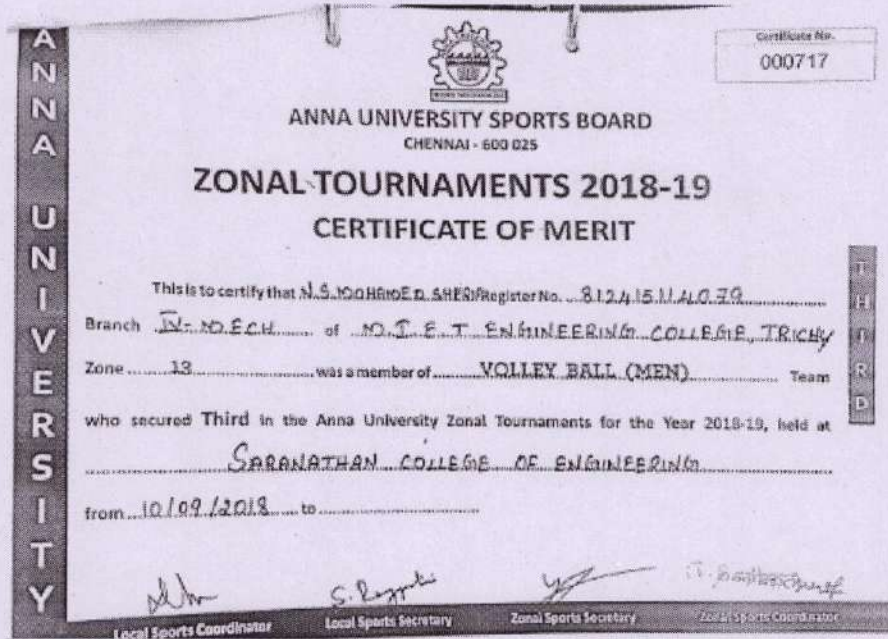 ANNA UNIVERSITY
Certificate No.
000717
ANNA UNIVERSITY SPORTS BOARD
CHENNAI - 600 025
ZONAL TOURNAMENTS 2018-19
CERTIFICATE OF MERIT
THIRD
This is to certify that N.S. MOHAMED SHERIF Register No. 812415114079
Branch IV- MECH of M.I.E.T ENGINEERING COLLEGE, TRICHY
Zone 13 was a member of VOLLEY BALL (MEN) Team
who secured Third in the Anna University Zonal Tournaments for the Year 2018-19, held at
SARANATHAN COLLEGE OF ENGINEERING
from 10/09/2018 to
Local Sports Coordinator Local Sports Secretary Zonal Sports Secretary Zonal Sports Coordinator